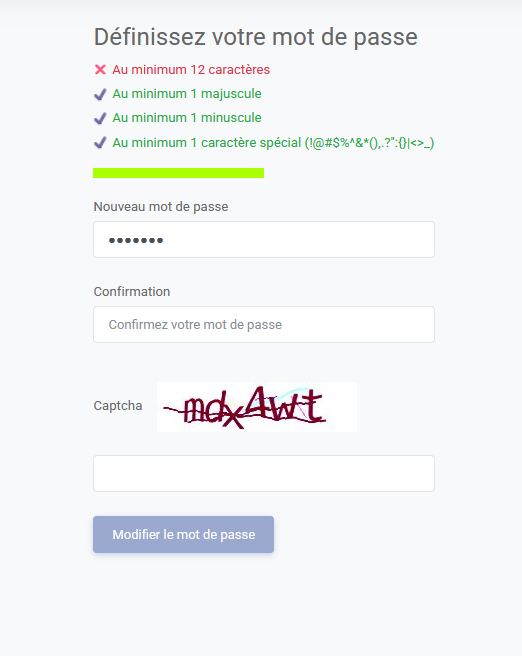 Définissez votre mot de passe
Au minimum 12 caractères
Au minimum 1 majuscule
Au minimum 1 minuscule
Au minimum 1 caractère spécial (!@#$%^&*(),.?":{}|<>_)
Nouveau mot de passe
•••••••
Confirmation
Confirmez votre mot de passe
Captcha
Modifier le mot de passe